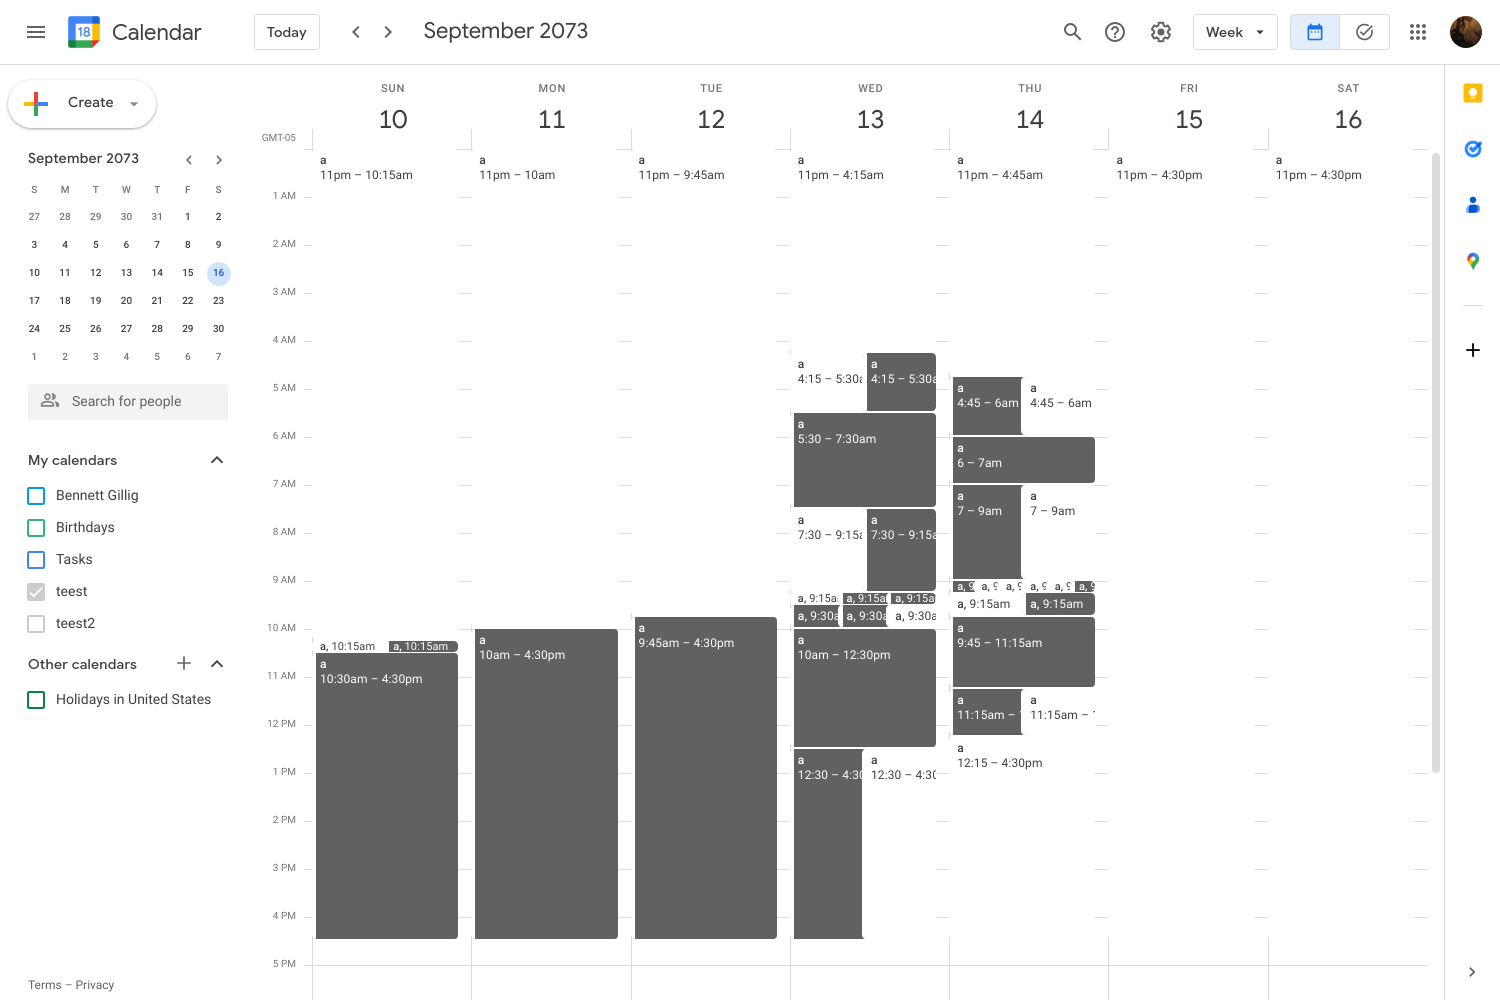 18 Calendar
Today
September 2073
Week
Create
September 2073
S M T W T F S
27 28 29 30 31 1 2
3 4 5 6 7 8 9
10 11 12 13 14 15 16
17 18 19 20 21 22 23
24 25 26 27 28 29 30
1 2 3 4 5 6 7
Search for people
My calendars
Bennett Gillig
Birthdays
Tasks
teest
teest2
Other calendars
Holidays in United States
Terms – Privacy
SUN MON TUE WED THU FRI SAT
10 11 12 13 14 15 16
GMT-05
1 AM
2 AM
3 AM
4 AM
5 AM
6 AM
7 AM
8 AM
9 AM
10 AM
11 AM
12 PM
1 PM
2 PM
3 PM
4 PM
5 PM
a
11pm – 10:15am
a, 10:15am
a, 10:15am
a
10:30am – 4:30pm
a
11pm – 10am
a
10am – 4:30pm
a
11pm – 9:45am
a
9:45am – 4:30pm
a
11pm – 4:15am
a
4:15 – 5:30a
a
4:15 – 5:30a
a
5:30 – 7:30am
a
7:30 – 9:15a
a
7:30 – 9:15a
a, 9:15a
a, 9:15a
a, 9:15a
a, 9:30a
a, 9:30a
a, 9:30a
a
10am – 12:30pm
a
12:30 – 4:30
a
12:30 – 4:30
a
11pm – 4:45am
a
4:45 – 6am
a
4:45 – 6am
a
6 – 7am
a
7 – 9am
a
7 – 9am
a, 9
a, 9
a, 9
a, 9
a, 9
a, 9
a, 9:15am
a, 9:15am
a
9:45 – 11:15am
a
11:15am –
a
11:15am –
a
12:15 – 4:30pm
a
11pm – 4:30pm
a
11pm – 4:30pm